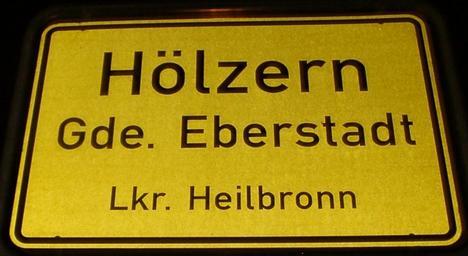 Hölzern
Gde. Eberstadt
Lkr. Heilbronn